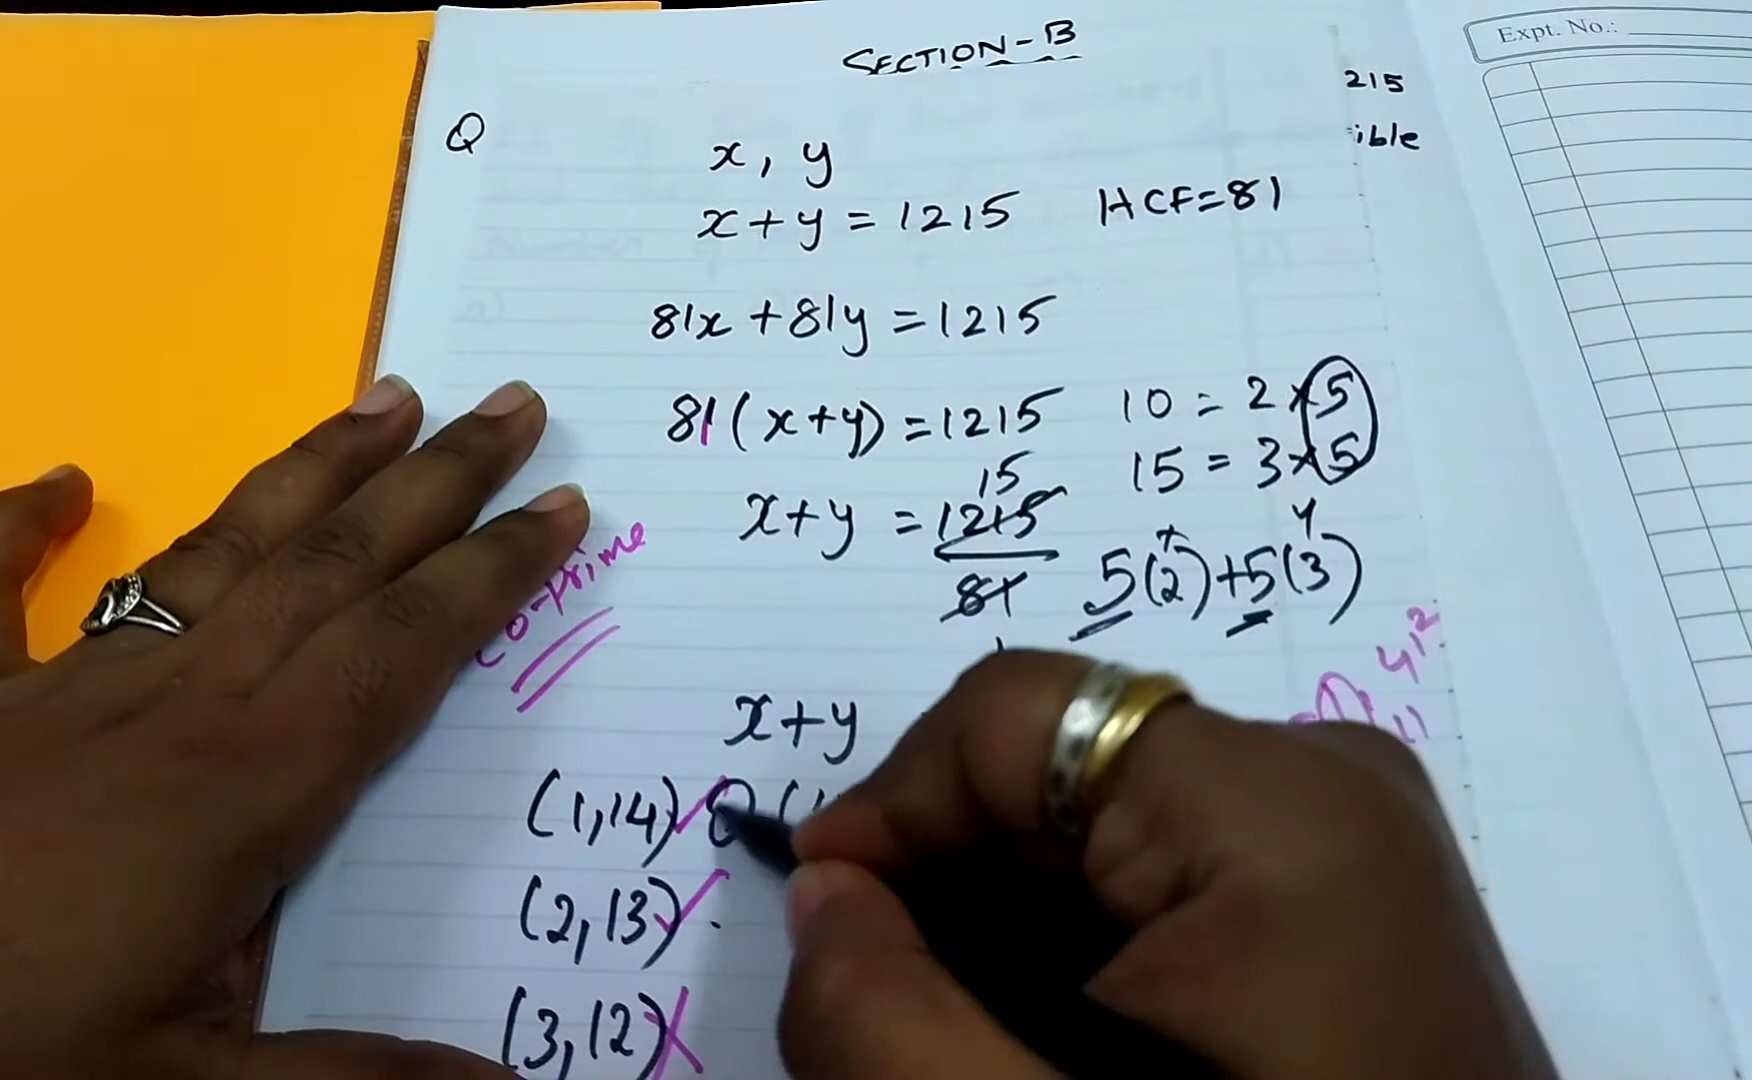 SECTION-B
Expt. No.:
215
ible
Q
x, y
x+y = 1215 HCF=81
81x +81y =1215
81(x+y)=1215
10 = 2×5
15 = 3×5
15
x+y = 1215
81
x y
5(2)+5(3)
co-prime
x+y
(1,14)
(2,13)
(3,12)